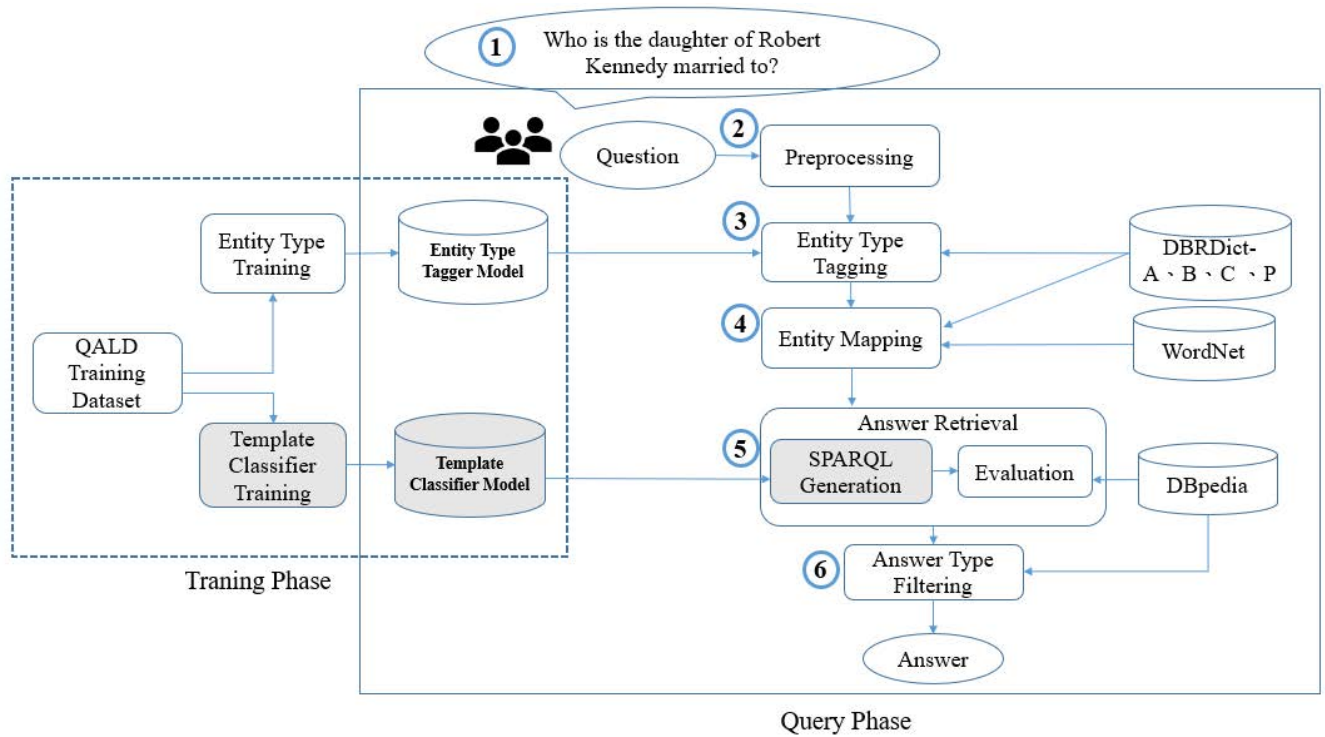 1
Who is the daughter of Robert
Kennedy married to?
Question
2
Preprocessing
3
Entity Type
Tagging
DBRDict-
A、B、C 、P
4
Entity Mapping
WordNet
Answer Retrieval
5
SPARQL
Generation
Evaluation
DBpedia
6
Answer Type
Filtering
Answer
Query Phase
Entity Type
Training
Entity Type
Tagger Model
QALD
Training
Dataset
Template
Classifier
Training
Template
Classifier Model
Traning Phase